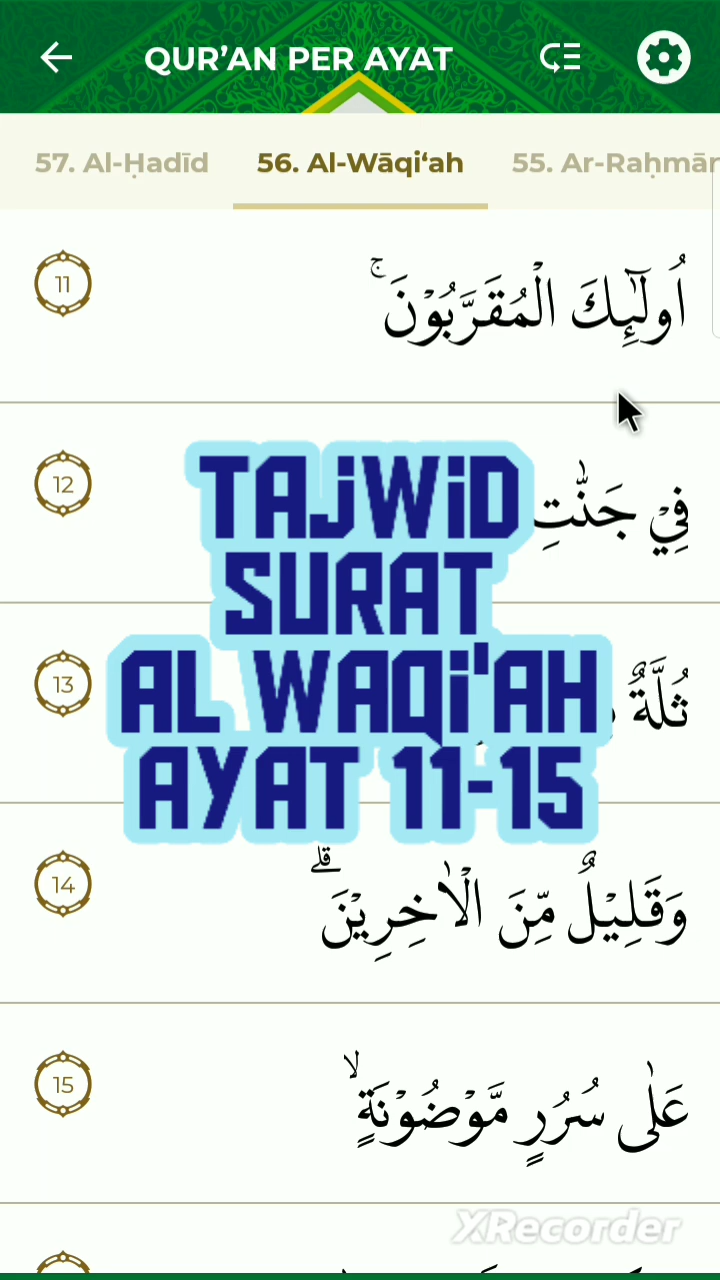 QUR’AN PER AYAT
57. Al-Ḥadīd 56. Al-Wāqi‘ah 55. Ar-Raḥmān
11
اُولٰۤىِٕكَ الْمُقَرَّبُوْنَۚ
12
فِيْ جَنّٰتِ
TAJWiD
SURAT
AL WAQi'AH
AYAT 11-15
13
ثُلَّةٌ
14
وَقَلِيْلٌ مِّنَ الْاٰخِرِيْنَۗ
15
عَلٰى سُرُرٍ مَّوْضُوْنَةٍۙ
XRecorder